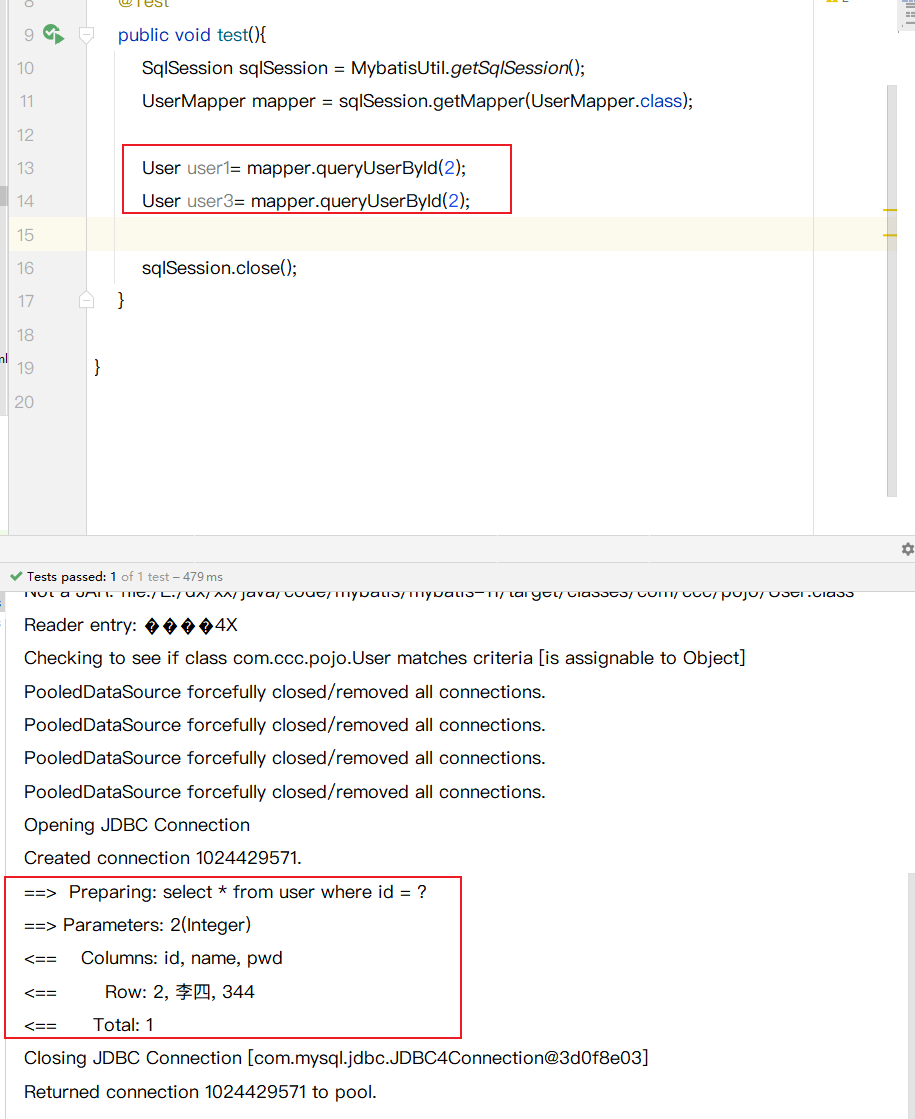 8 @Test
9 public void test(){
10 SqlSession sqlSession = MybatisUtil.getSqlSession();
11 UserMapper mapper = sqlSession.getMapper(UserMapper.class);
12
13 User user1= mapper.queryUserById(2);
14 User user3= mapper.queryUserById(2);
15
16 sqlSession.close();
17 }
18
19 }
20
Tests passed: 1 of 1 test – 479 ms
Not a JAR: file:/E:/dx/xx/java/code/mybatis/mybatis-11/target/classes/com/ccc/pojo/User.class
Reader entry: ����4X
Checking to see if class com.ccc.pojo.User matches criteria [is assignable to Object]
PooledDataSource forcefully closed/removed all connections.
PooledDataSource forcefully closed/removed all connections.
PooledDataSource forcefully closed/removed all connections.
PooledDataSource forcefully closed/removed all connections.
Opening JDBC Connection
Created connection 1024429571.
==> Preparing: select * from user where id = ?
==> Parameters: 2(Integer)
<== Columns: id, name, pwd
<== Row: 2, 李四, 344
<== Total: 1
Closing JDBC Connection [com.mysql.jdbc.JDBC4Connection@3d0f8e03]
Returned connection 1024429571 to pool.